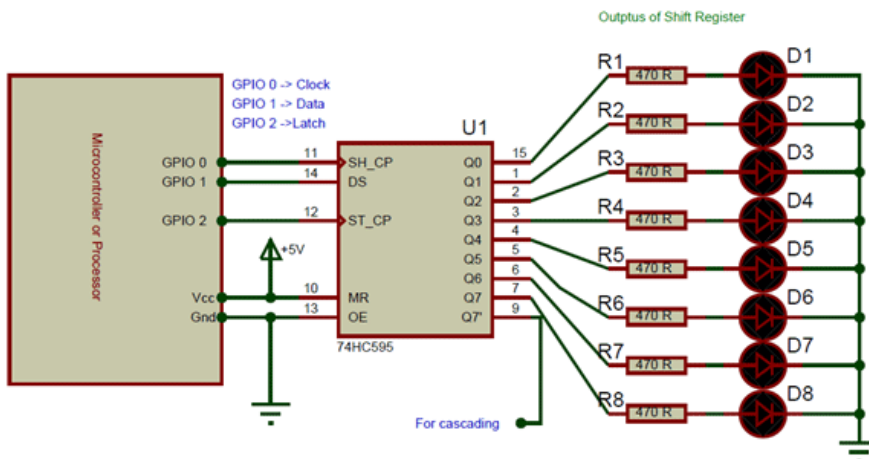 Outptus of Shift Register
GPIO 0 -> Clock
GPIO 1 -> Data
GPIO 2 ->Latch
Microcontroller or Processor
GPIO 0
GPIO 1
GPIO 2
Vcc
Gnd
+5V
11
14
12
10
13
U1
SH_CP
DS
ST_CP
MR
OE
Q0
Q1
Q2
Q3
Q4
Q5
Q6
Q7
Q7'
74HC595
15
1
2
3
4
5
6
7
9
For cascading
R1
470 R
D1
R2
470 R
D2
R3
470 R
D3
R4
470 R
D4
R5
470 R
D5
R6
470 R
D6
R7
470 R
D7
R8
470 R
D8